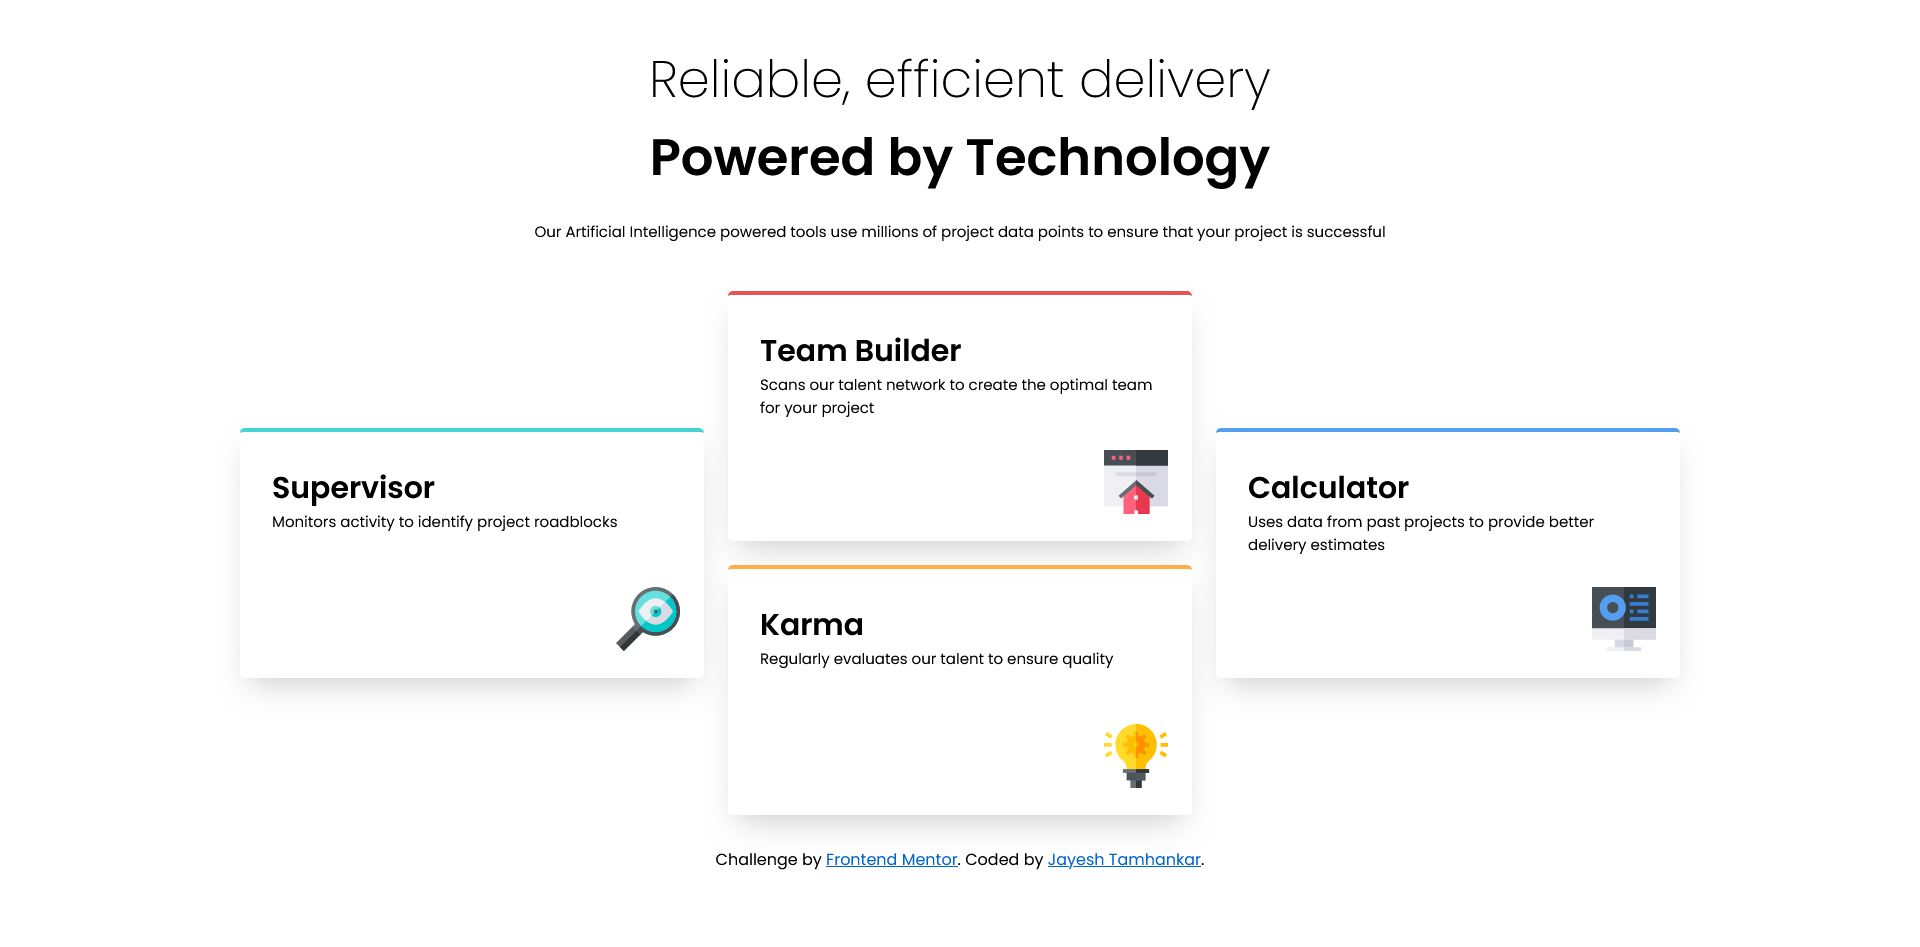 Reliable, efficient delivery
Powered by Technology
Our Artificial Intelligence powered tools use millions of project data points to ensure that your project is successful
Supervisor
Monitors activity to identify project roadblocks
Team Builder
Scans our talent network to create the optimal team
for your project
Karma
Regularly evaluates our talent to ensure quality
Calculator
Uses data from past projects to provide better
delivery estimates
Challenge by Frontend Mentor. Coded by Jayesh Tamhankar.